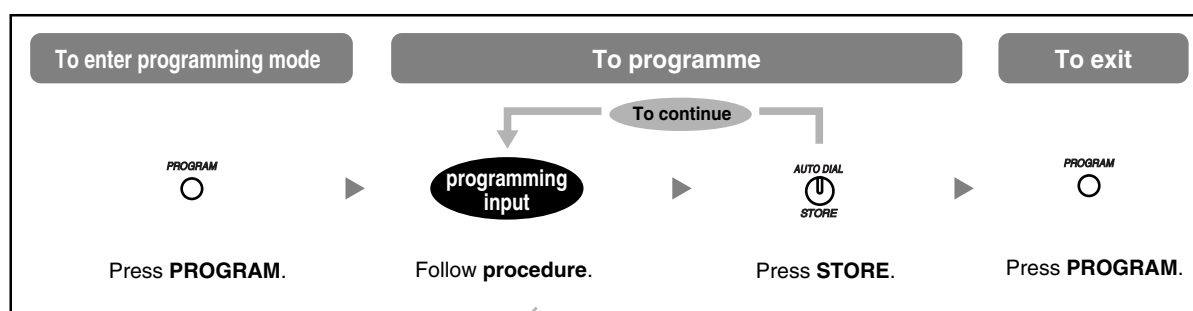 To enter programming mode
To programme
To exit
To continue
PROGRAM
programming
input
AUTO DIAL
STORE
PROGRAM
Press PROGRAM.
Follow procedure.
Press STORE.
Press PROGRAM.